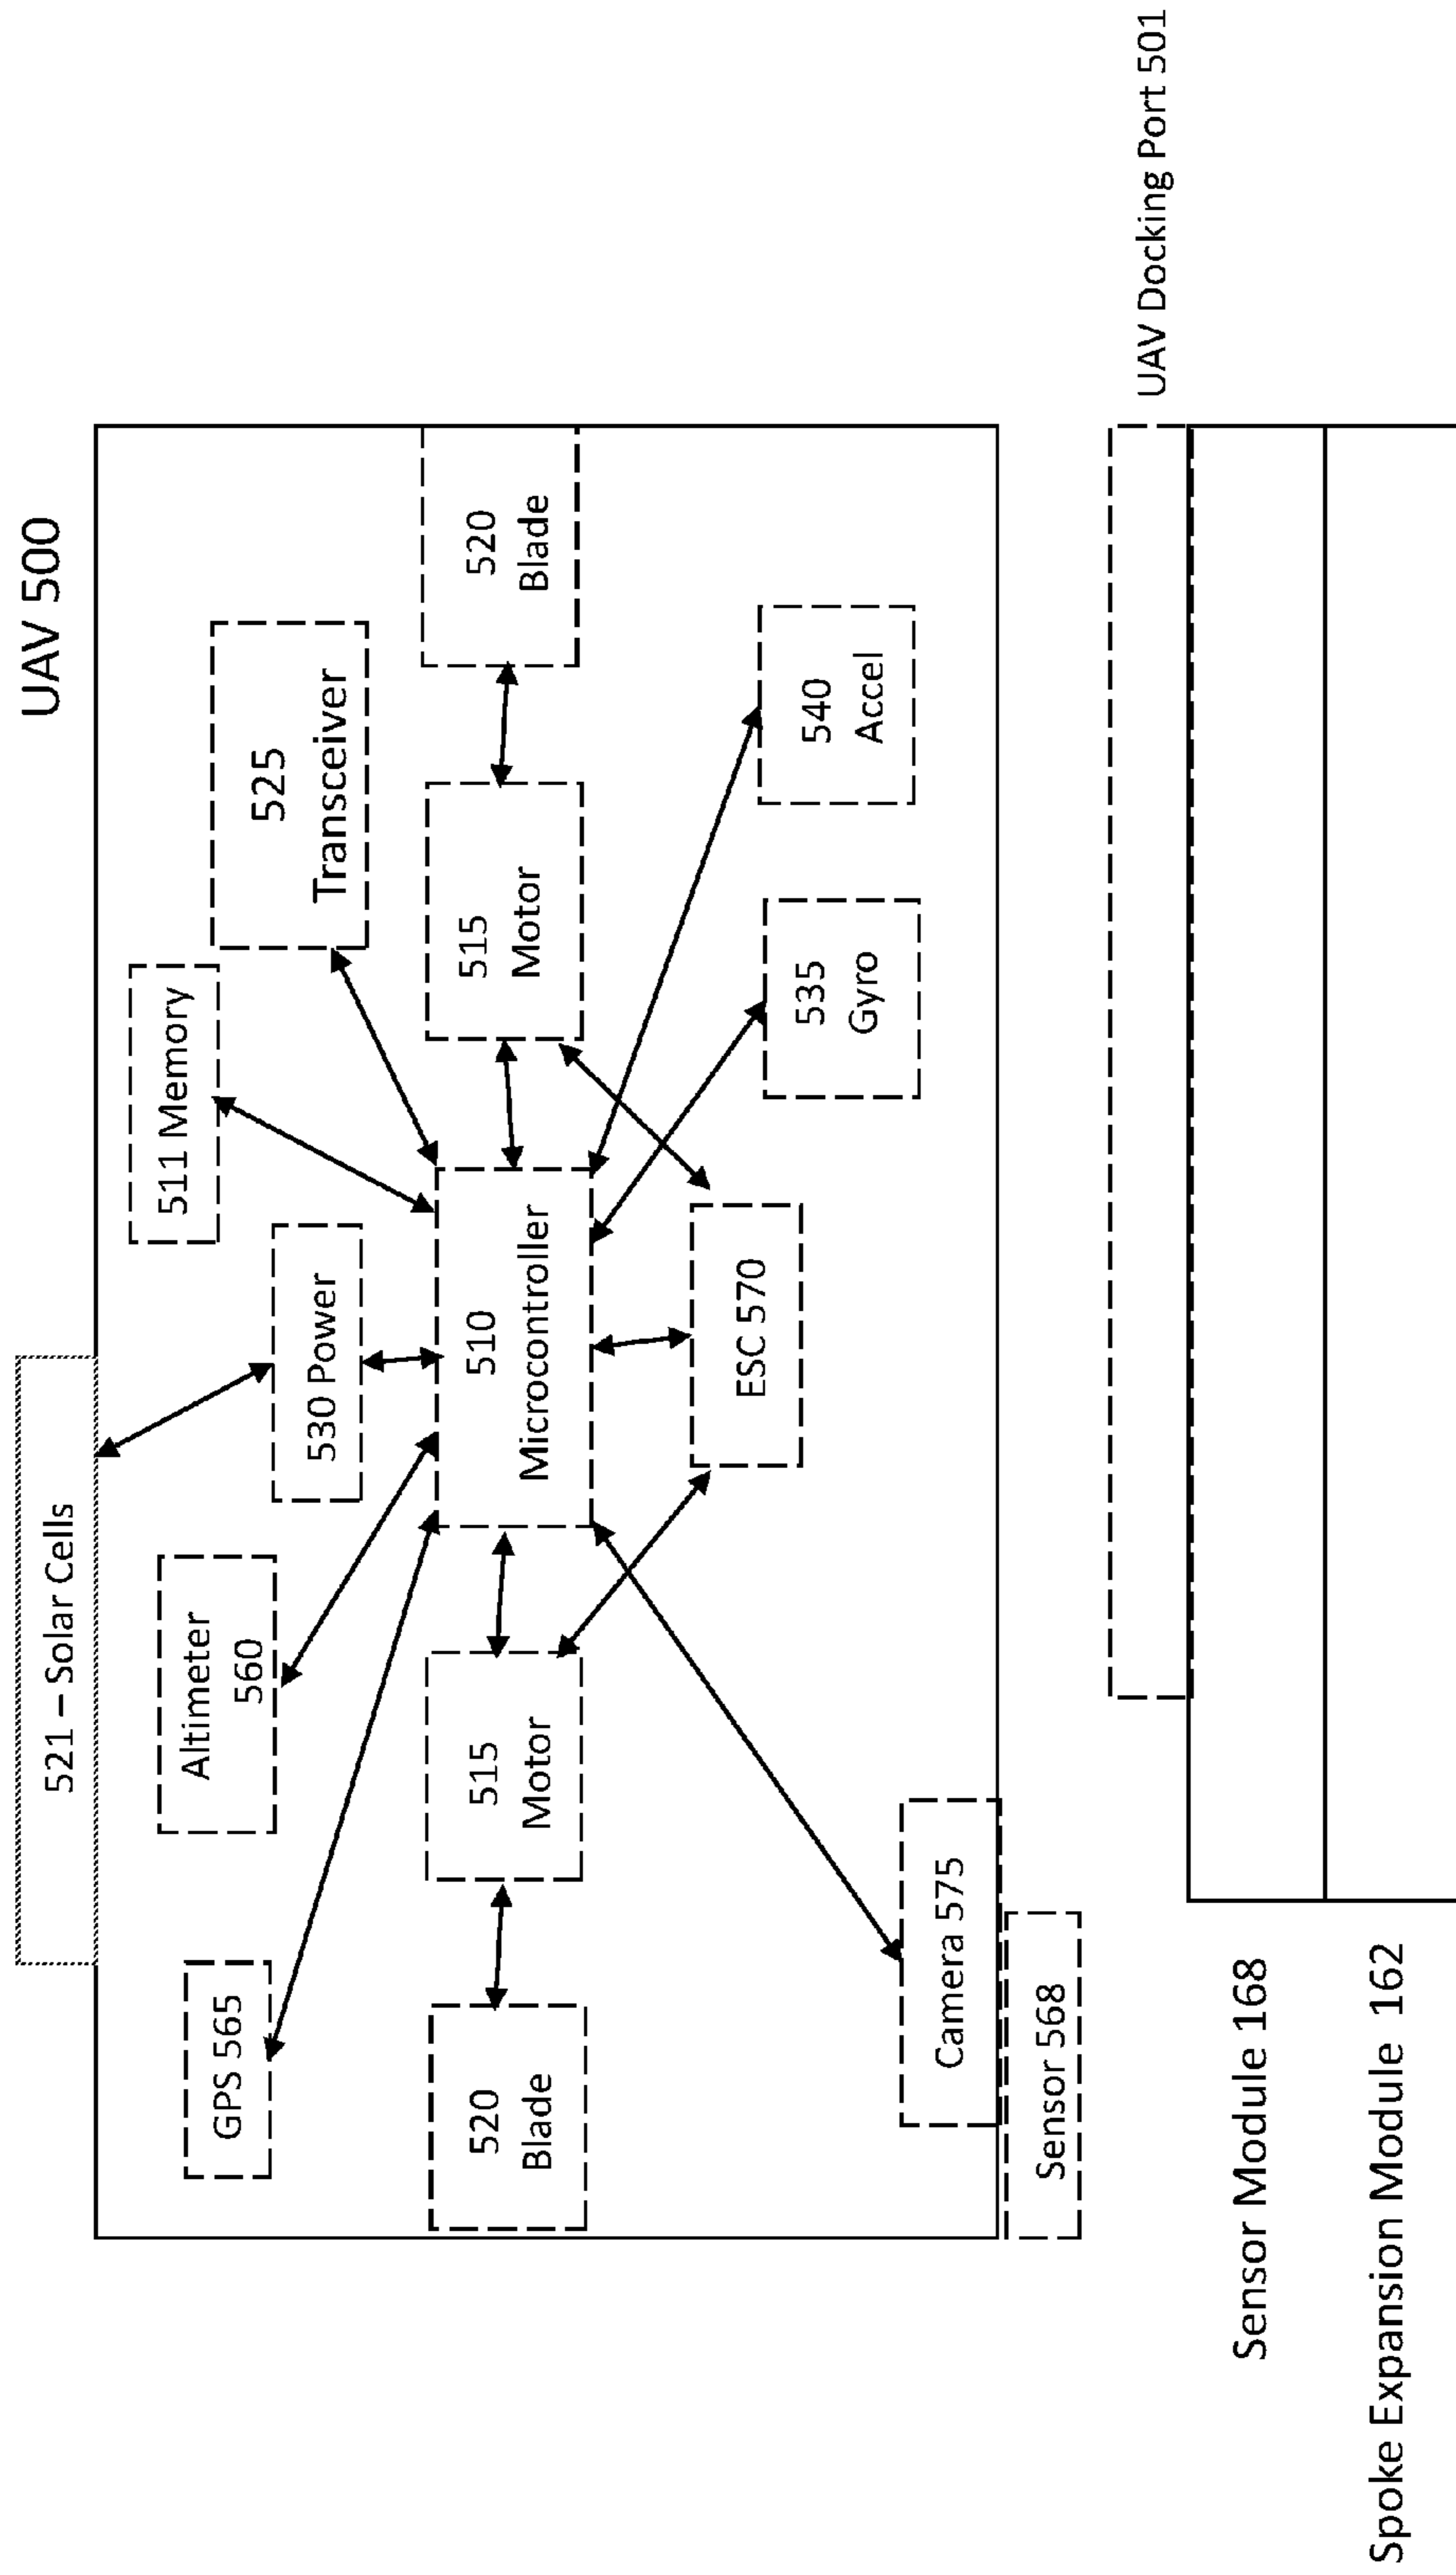 UAV 500
521 – Solar Cells
GPS 565
Altimeter
560
530 Power
511 Memory
525
Transceiver
520
Blade
515
Motor
510
Microcontroller
515
Motor
520
Blade
ESC 570
535
Gyro
540
Accel
Camera 575
Sensor 568
UAV Docking Port 501
Sensor Module 168
Spoke Expansion Module 162